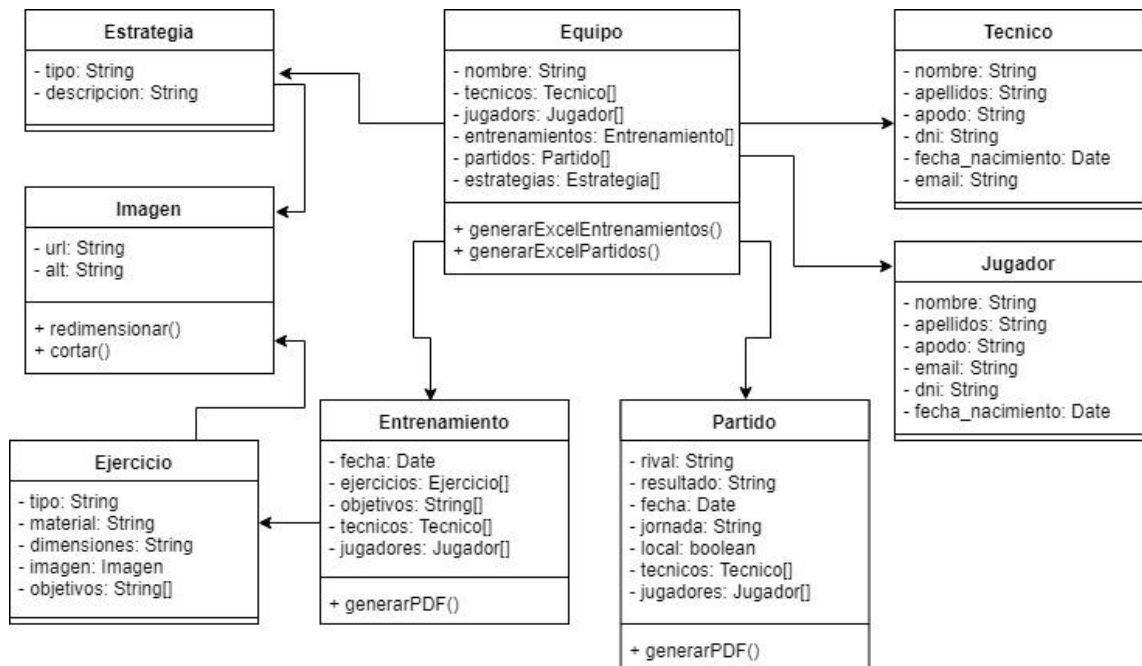 Estrategia
- tipo: String
- descripcion: String
Equipo
- nombre: String
- tecnicos: Tecnico[]
- jugadors: Jugador[]
- entrenamientos: Entrenamiento[]
- partidos: Partido[]
- estrategias: Estrategia[]
+ generarExcelEntrenamientos()
+ generarExcelPartidos()
Tecnico
- nombre: String
- apellidos: String
- apodo: String
- dni: String
- fecha_nacimiento: Date
- email: String
Imagen
- url: String
- alt: String
+ redimensionar()
+ cortar()
Jugador
- nombre: String
- apellidos: String
- apodo: String
- email: String
- dni: String
- fecha_nacimiento: Date
Ejercicio
- tipo: String
- material: String
- dimensiones: String
- imagen: Imagen
- objetivos: String[]
Entrenamiento
- fecha: Date
- ejercicios: Ejercicio[]
- objetivos: String[]
- tecnicos: Tecnico[]
- jugadores: Jugador[]
+ generarPDF()
Partido
- rival: String
- resultado: String
- fecha: Date
- jornada: String
- local: boolean
- tecnicos: Tecnico[]
- jugadores: Jugador[]
+ generarPDF()